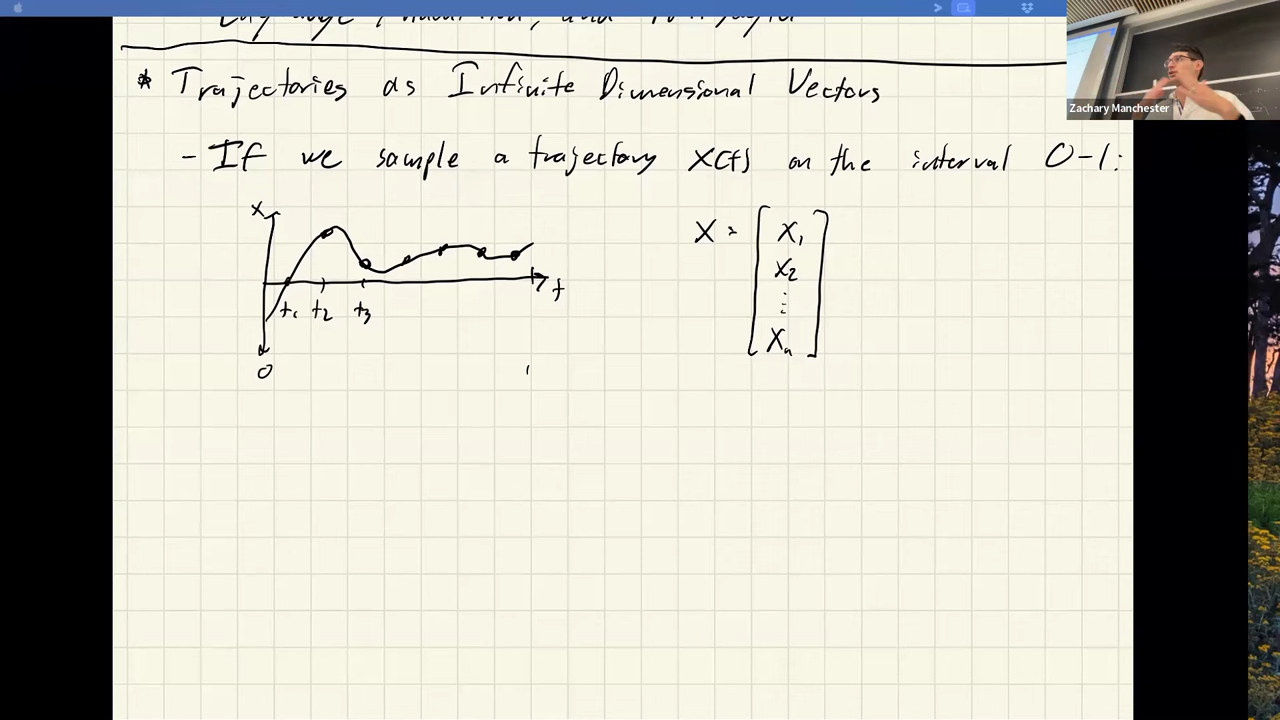 Zachary Manchester
* Trajectories as Infinite Dimensional Vectors
- If we sample a trajectory x(t) on the interval 0-1:
x
t₁ t₂ t₃
t
0 1
X = [ x₁
x₂
⋮
xₙ ]